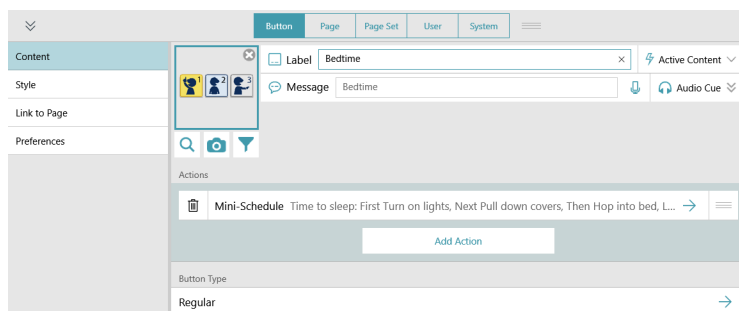 Button Page Page Set User System
Content
Style
Link to Page
Preferences
1 2 3
Label Bedtime × Active Content
Message Bedtime Audio Cue
Actions
Mini-Schedule Time to sleep: First Turn on lights, Next Pull down covers, Then Hop into bed, L...
Add Action
Button Type
Regular